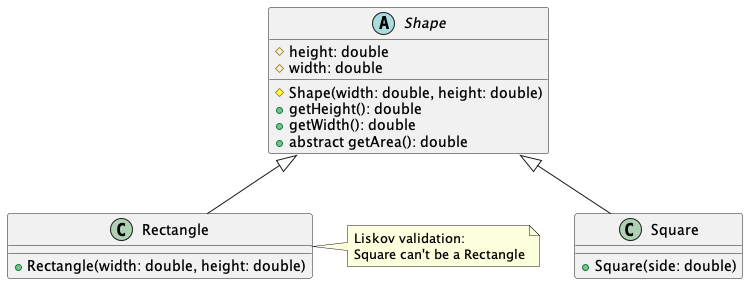 A Shape
height: double
width: double
Shape(width: double, height: double)
getHeight(): double
getWidth(): double
abstract getArea(): double
C Rectangle
Rectangle(width: double, height: double)
Liskov validation:
Square can't be a Rectangle
C Square
Square(side: double)